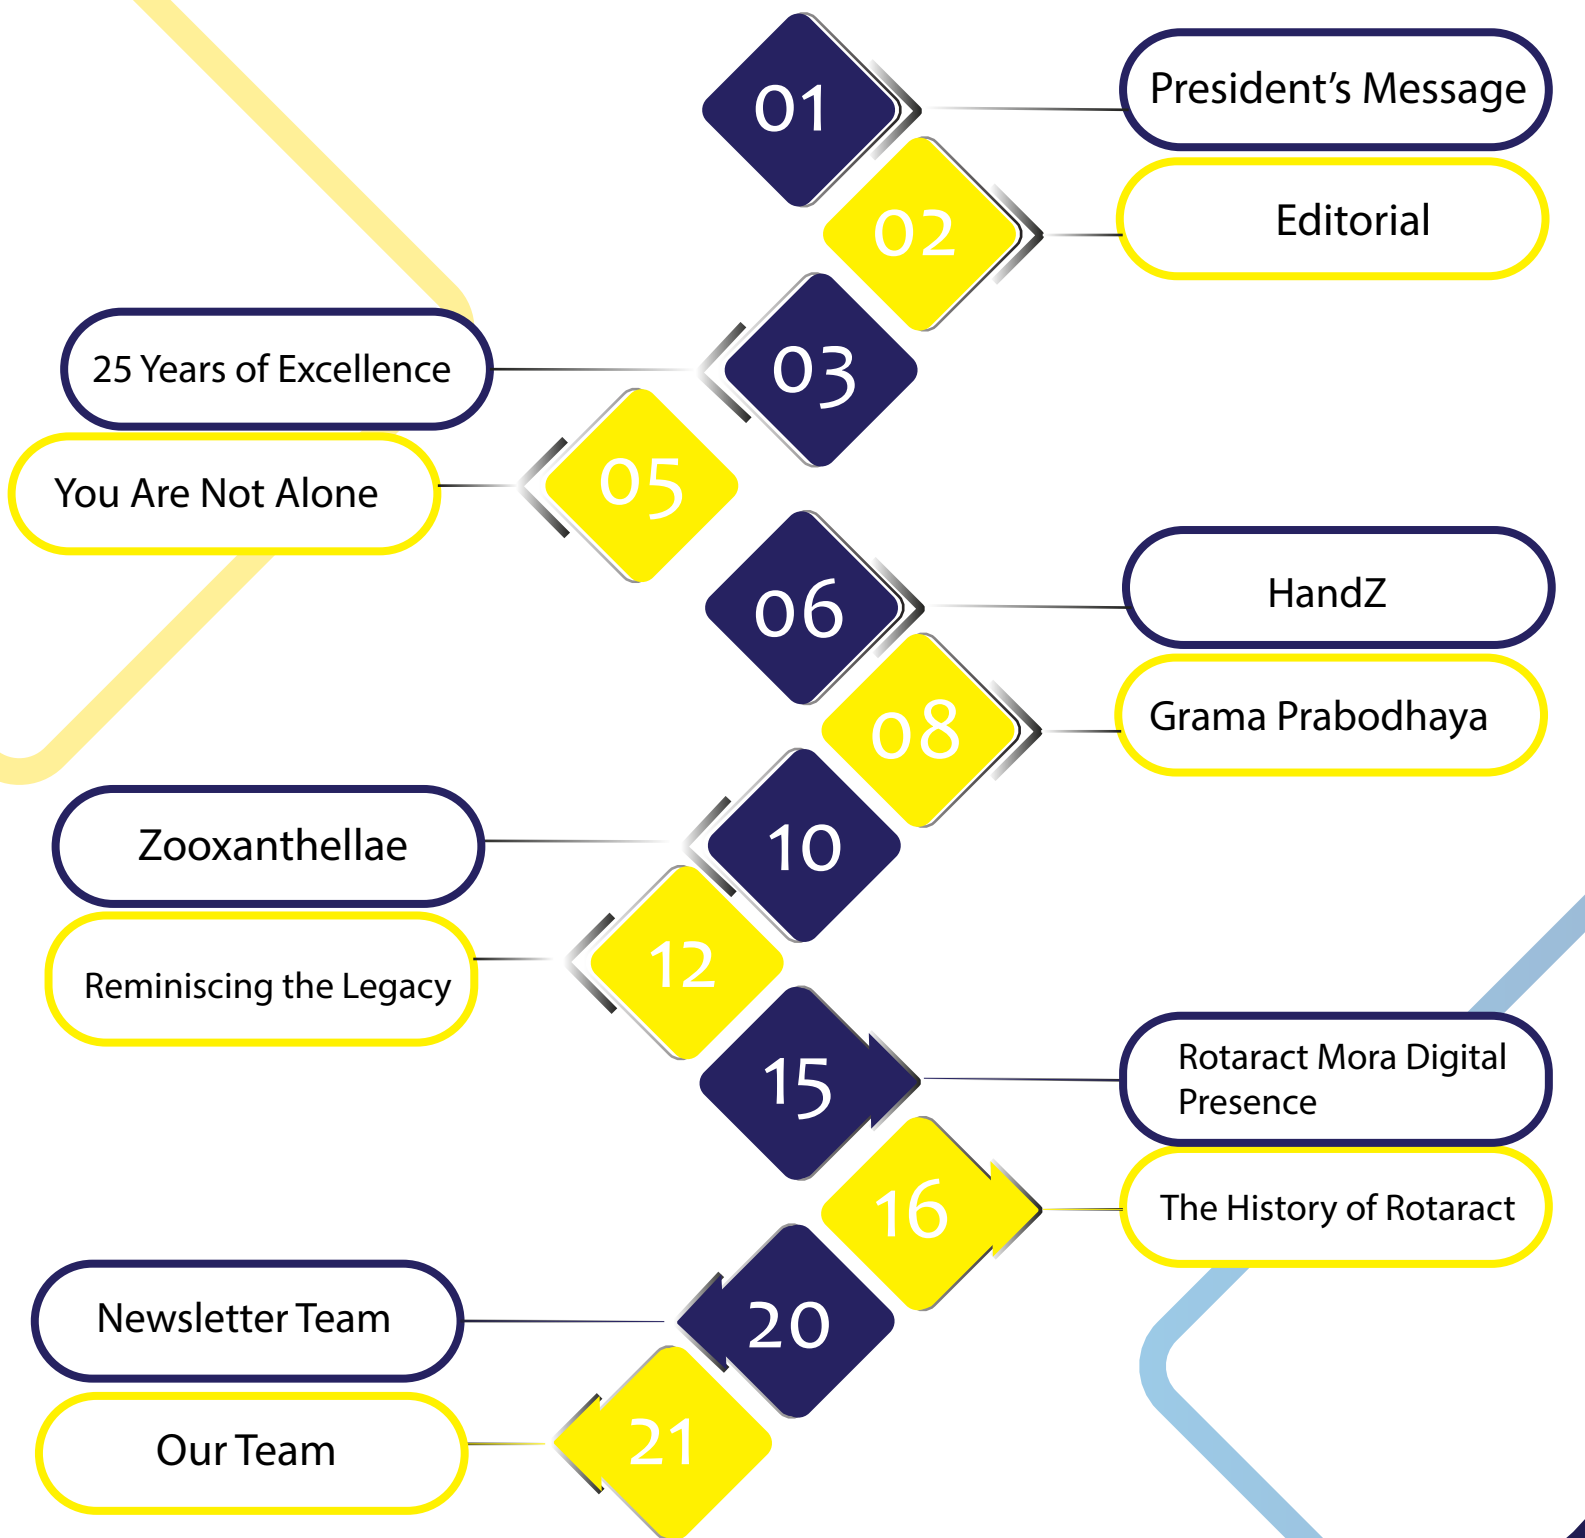 01
President's Message
02
Editorial
03
25 Years of Excellence
05
You Are Not Alone
06
HandZ
08
Grama Prabodhaya
10
Zooxanthellae
12
Reminiscing the Legacy
15
Rotaract Mora Digital
Presence
16
The History of Rotaract
20
Newsletter Team
21
Our Team